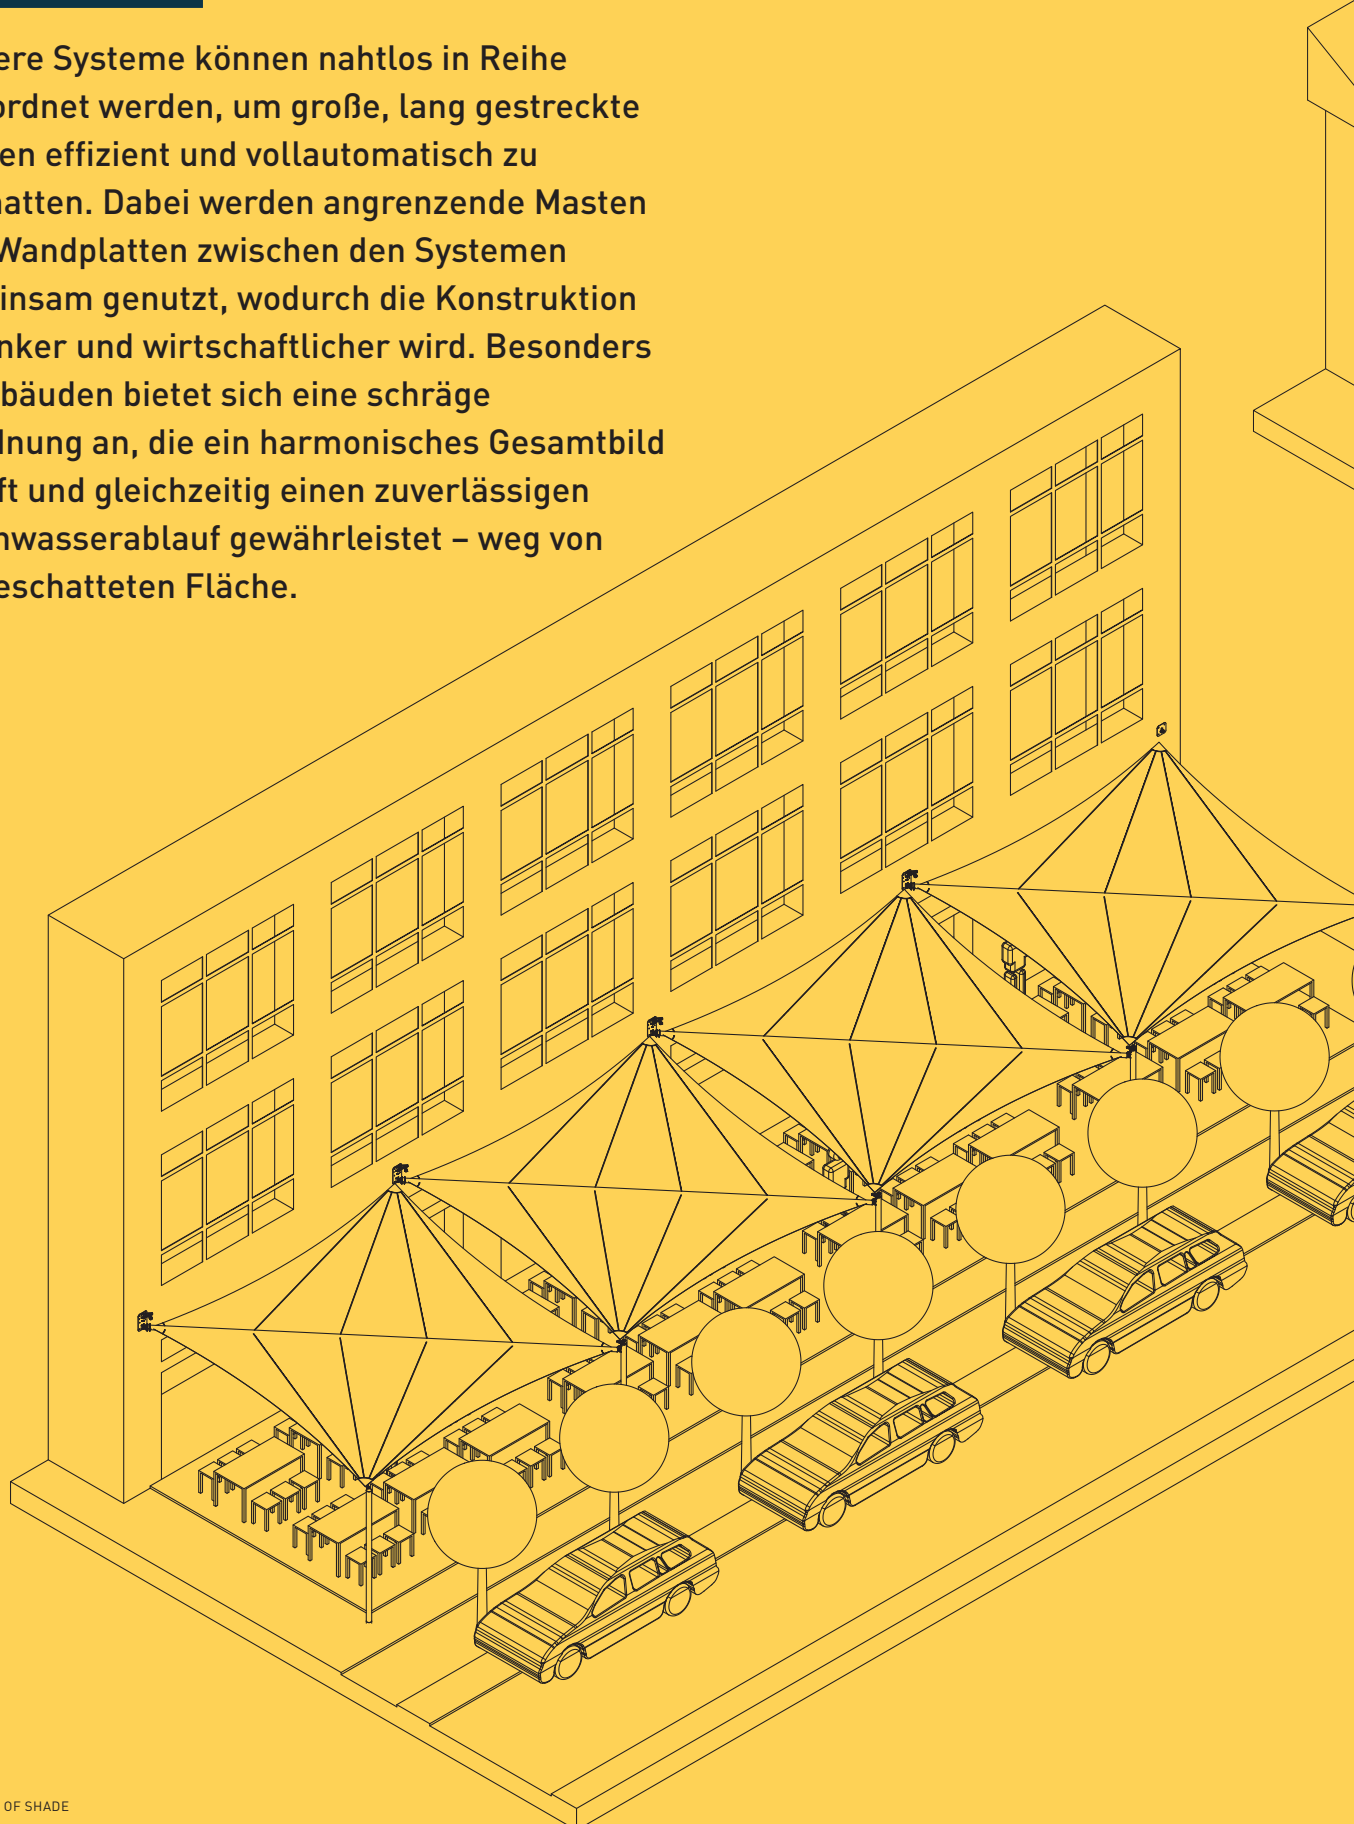 ere Systeme können nahtlos in Reihe
ordnet werden, um große, lang gestreckte
en effizient und vollautomatisch zu
atten. Dabei werden angrenzende Masten
Wandplatten zwischen den Systemen
insam genutzt, wodurch die Konstruktion
nker und wirtschaftlicher wird. Besonders
bäuden bietet sich eine schräge
dnung an, die ein harmonisches Gesamtbild
ft und gleichzeitig einen zuverlässigen
nwasserablauf gewährleistet – weg von
eschatteten Fläche.
OF SHADE